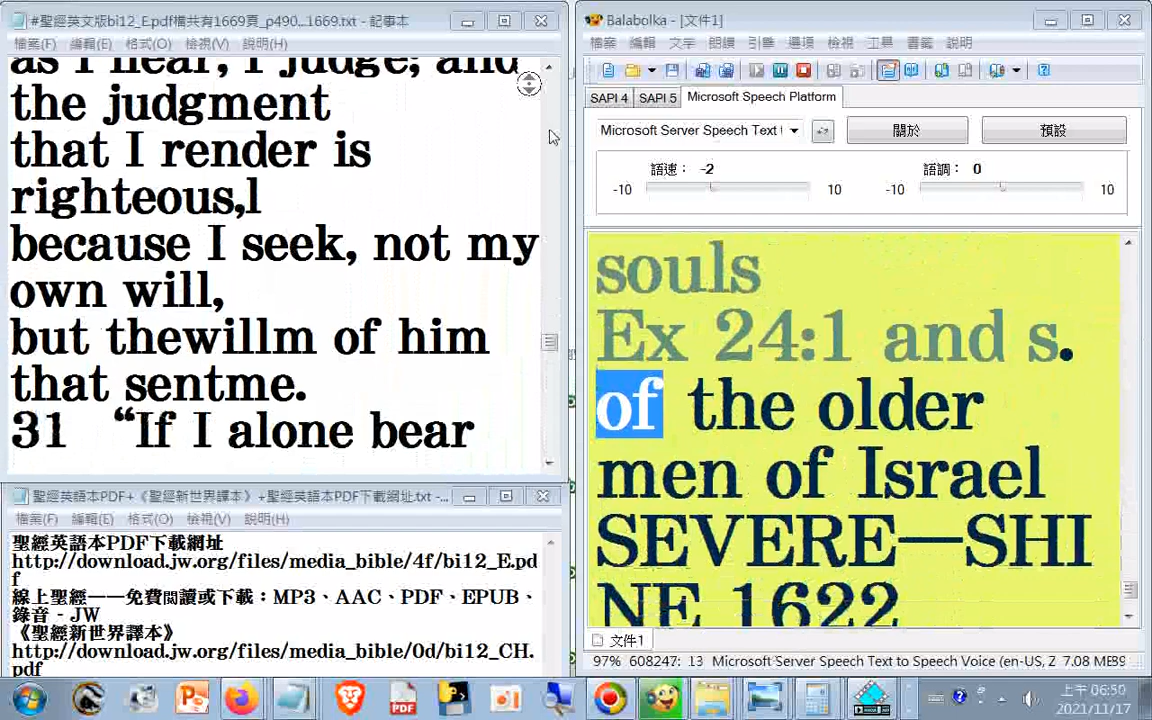 #聖經英文版bi12_E.pdf檔共有1669頁_p490...1669.txt - 記事本
檔案(F) 編輯(E) 格式(O) 檢視(V) 說明(H)
as I hear, I judge; and
the judgment
that I render is
righteous,l
because I seek, not my
own will,
but thewillm of him
that sentme.
31 “If I alone bear
聖經英語本PDF+《聖經新世界譯本》+聖經英語本PDF下載網址.txt - ...
檔案(F) 編輯(E) 格式(O) 檢視(V) 說明(H)
聖經英語本PDF下載網址
http://download.jw.org/files/media_bible/4f/bi12_E.pd
f
線上聖經——免費閱讀或下載：MP3、AAC、PDF、EPUB、
錄音 - JW
《聖經新世界譯本》
http://download.jw.org/files/media_bible/0d/bi12_CH.
pdf
Balabolka - [文件1]
檔案 編輯 文字 朗讀 引擎 選項 檢視 工具 書籤 說明
SAPI 4 SAPI 5 Microsoft Speech Platform
Microsoft Server Speech Text
關於 預設
語速： -2 語調： 0
-10 10 -10 10
souls
Ex 24:1 and s.
of the older
men of Israel
SEVERE—SHI
NE 1622
文件1
97% 608247: 13 Microsoft Server Speech Text to Speech Voice (en-US, Z 7.08 MB
上午 06:50
2021/11/17